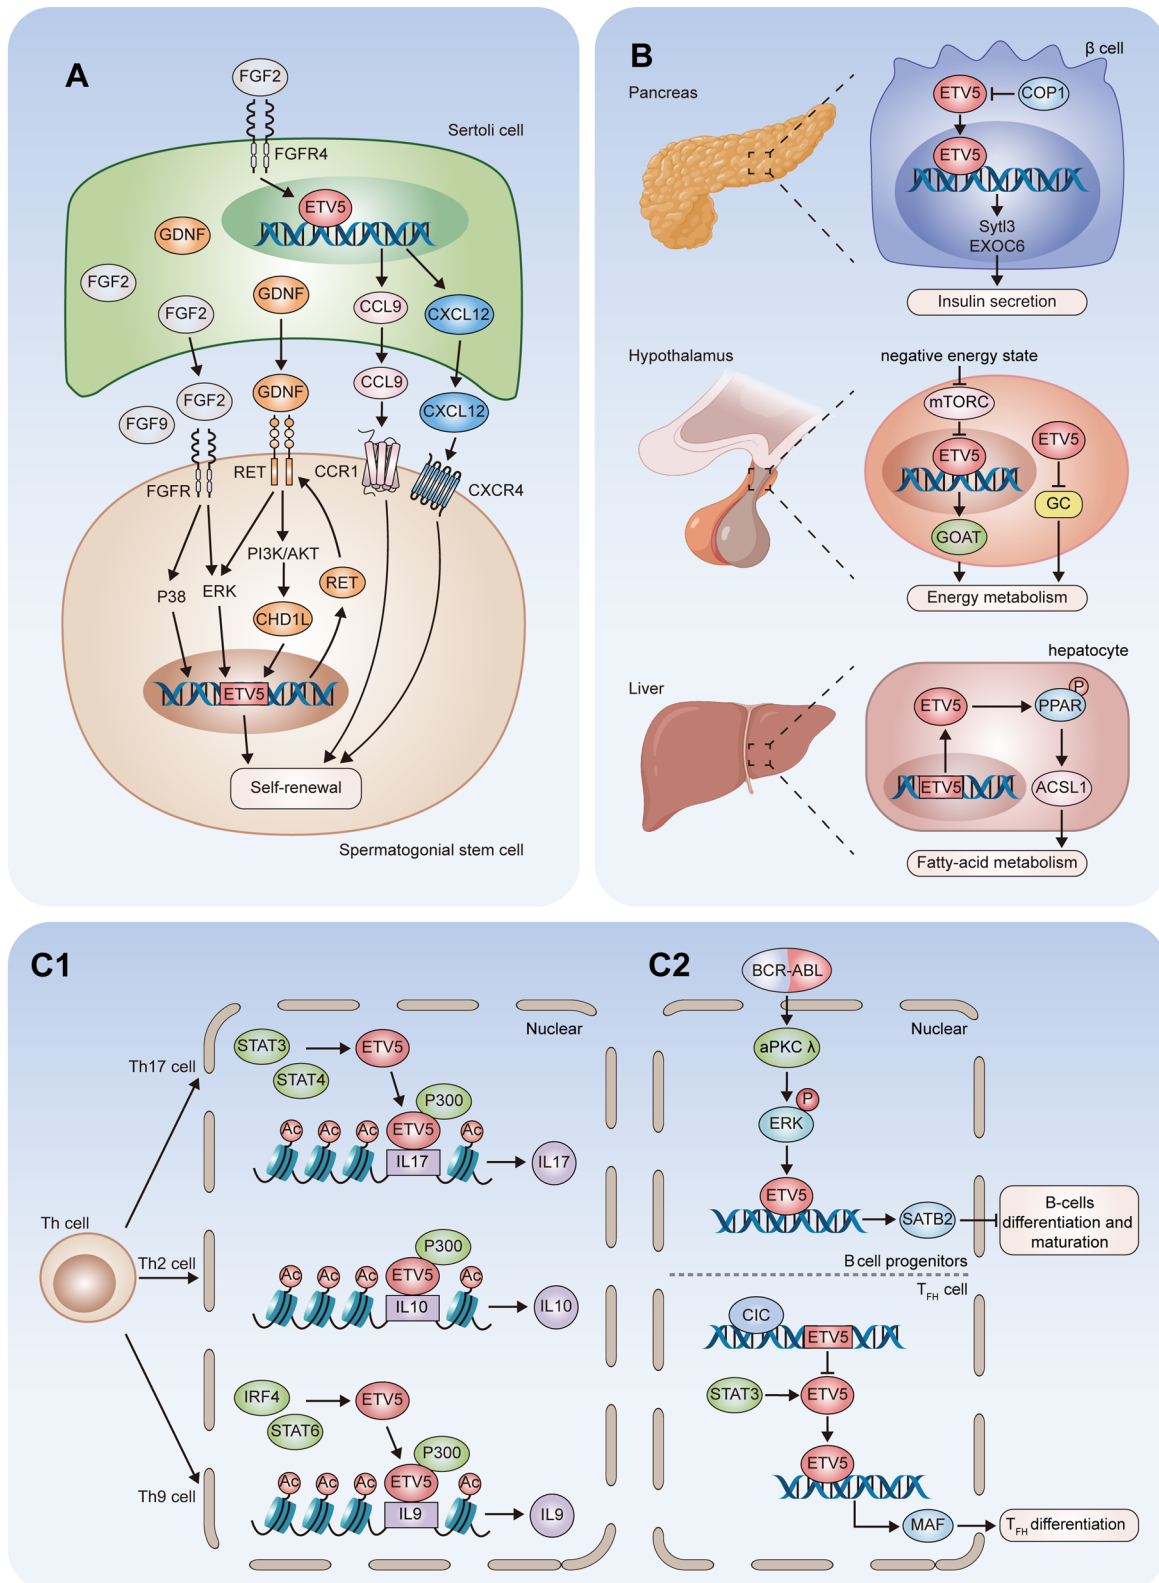 A
FGF2
Sertoli cell
FGFR4
ETV5
GDNF
FGF2
GDNF
FGF2
CCL9
CXCL12
CCL9
GDNF
FGF2
CXCL12
FGF9
RET
CCR1
FGFR
CXCR4
PI3K/AKT
RET
P38
ERK
CHD1L
ETV5
Self-renewal
Spermatogonial stem cell
B
β cell
Pancreas
ETV5
COP1
ETV5
Sytl3
EXOC6
Insulin secretion
Hypothalamus
negative energy state
mTORC
ETV5
ETV5
GC
GOAT
Energy metabolism
hepatocyte
Liver
P
ETV5
PPAR
ETV5
ACSL1
Fatty-acid metabolism
C1
Nuclear
STAT3
ETV5
Th17 cell
STAT4
P300
Ac Ac Ac ETV5 Ac
IL17
IL17
Th cell
Th2 cell
P300
Ac Ac Ac ETV5 Ac
IL10
IL10
IRF4
ETV5
STAT6
P300
Th9 cell
Ac Ac Ac ETV5 Ac
IL9
IL9
C2
BCR-ABL
Nuclear
aPKC λ
P
ERK
ETV5
SATB2
B-cells
differentiation and
maturation
B cell progenitors
TFH cell
CIC
ETV5
STAT3
ETV5
ETV5
MAF
TFH differentiation